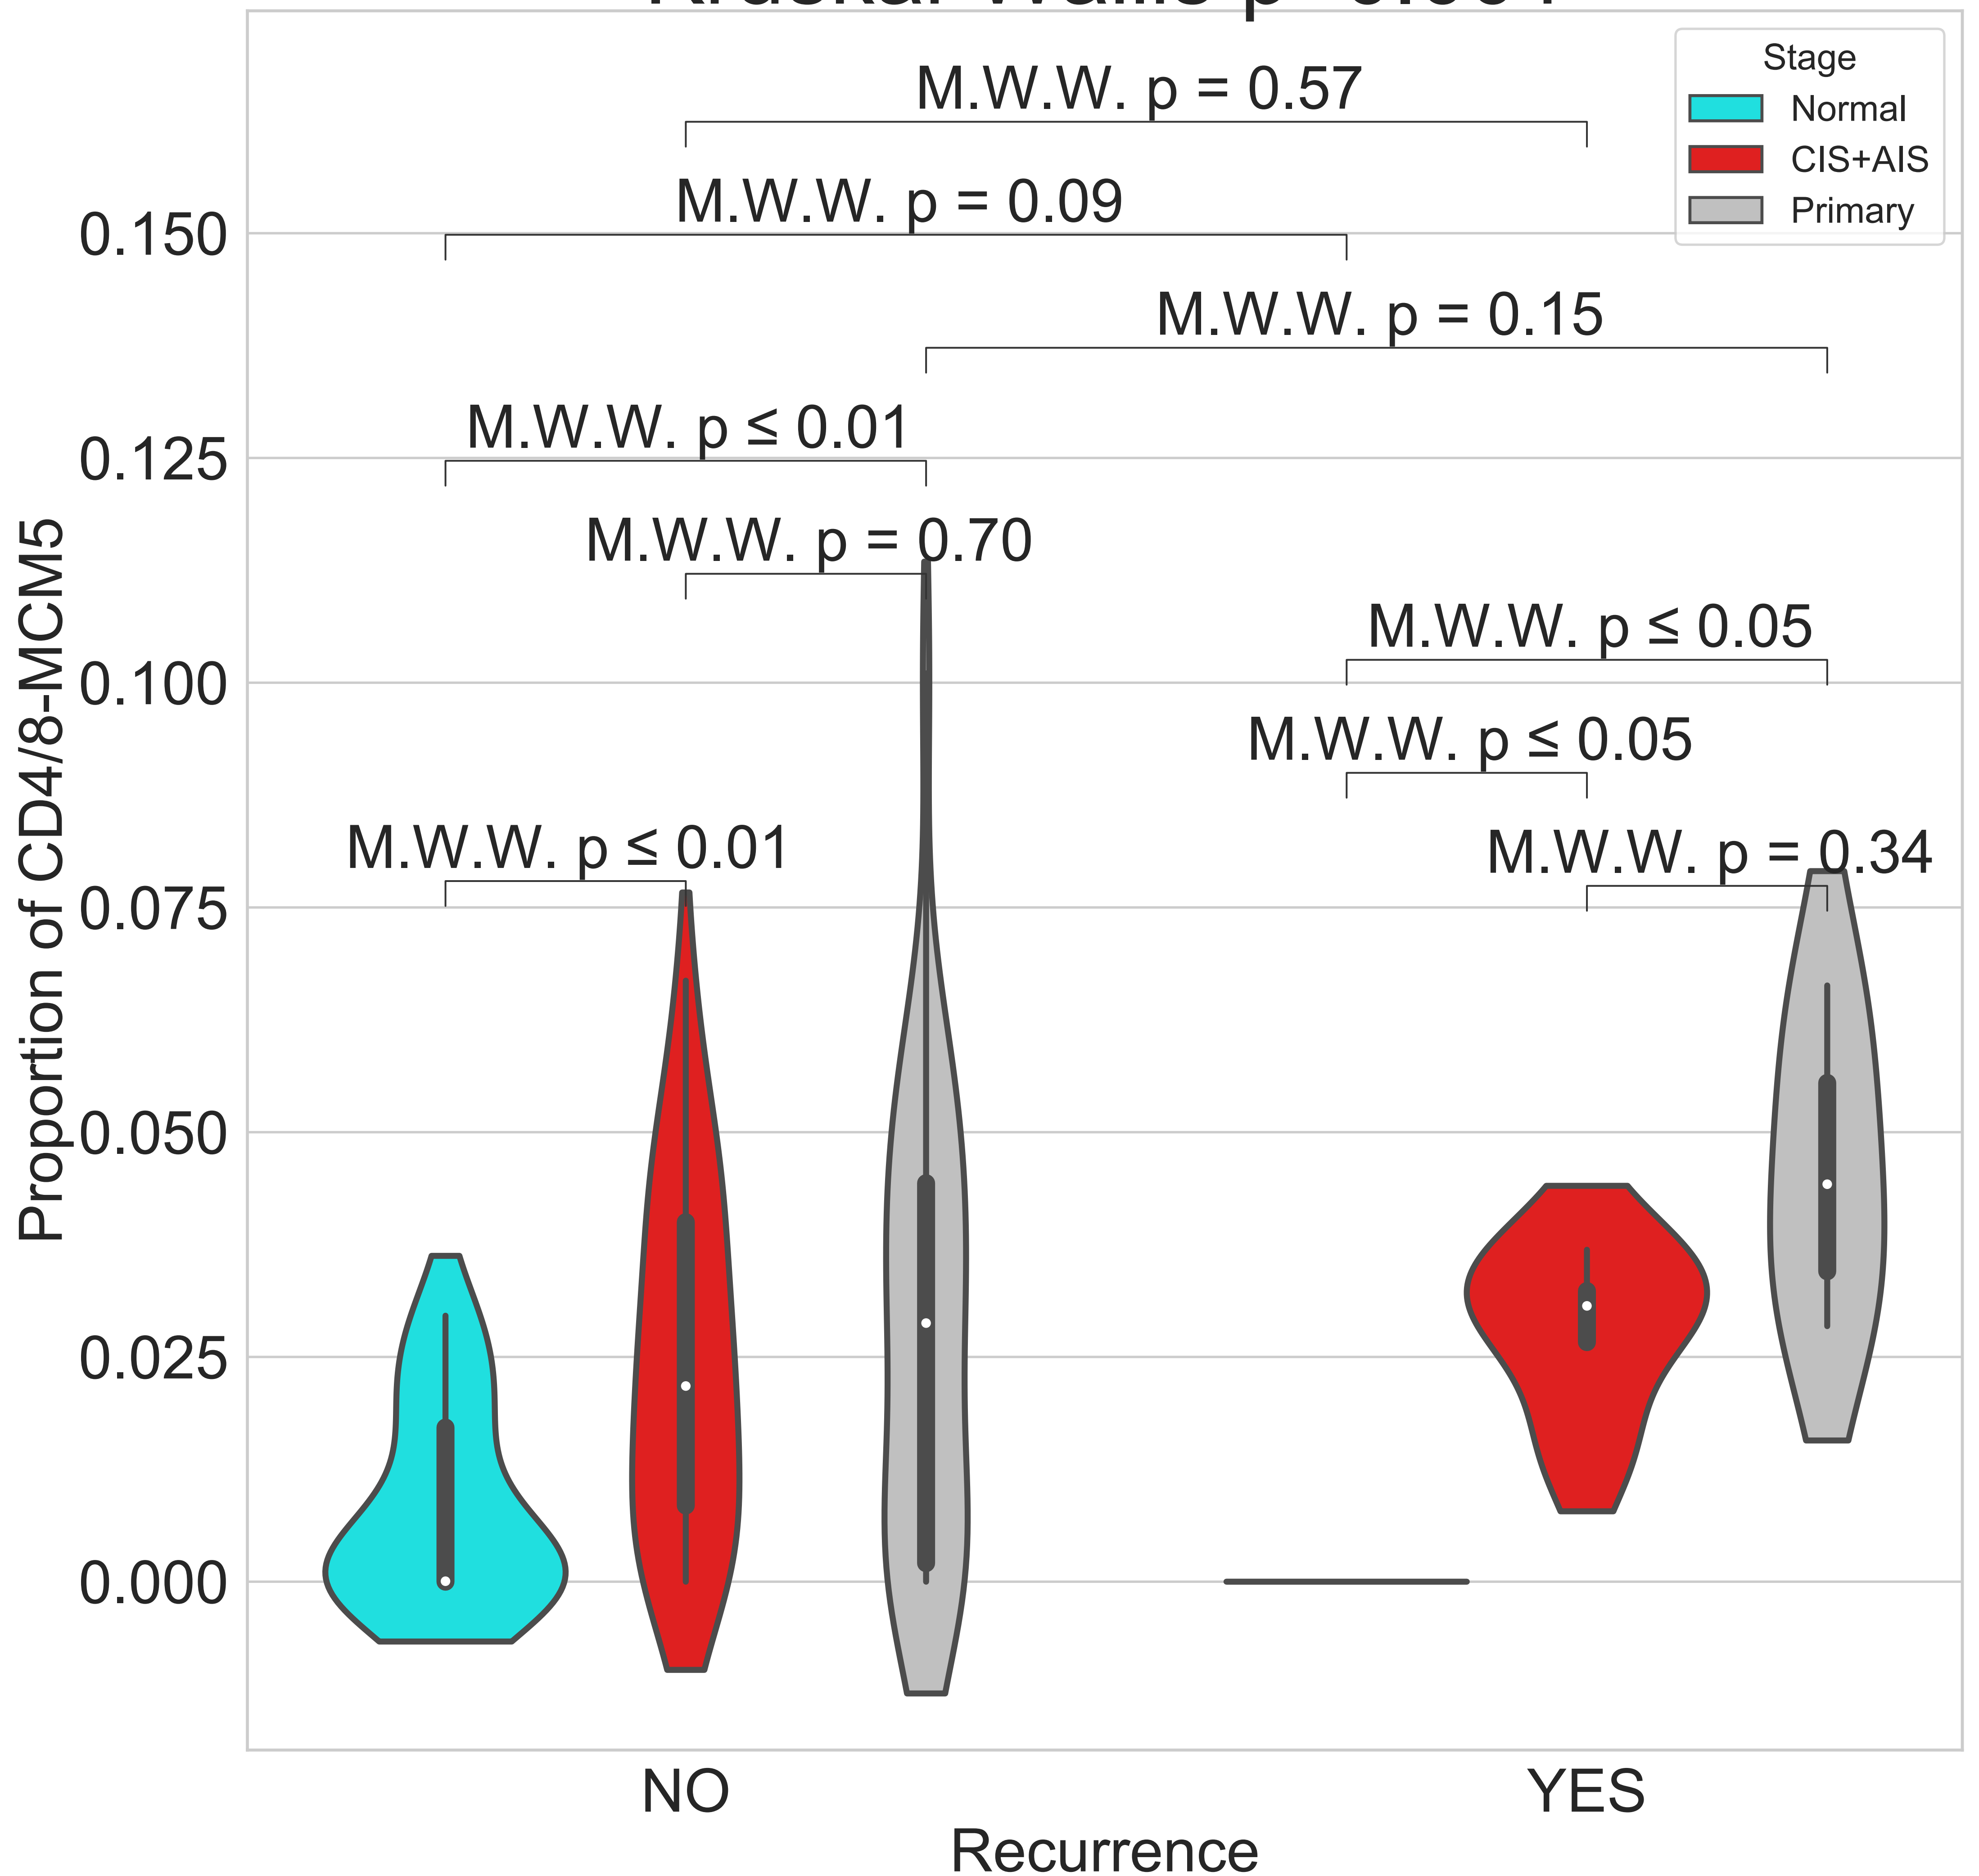 Stage
Normal
CIS+AIS
Primary
M.W.W. p = 0.57
M.W.W. p = 0.09
M.W.W. p = 0.15
M.W.W. p ≤ 0.01
M.W.W. p = 0.70
M.W.W. p ≤ 0.05
M.W.W. p ≤ 0.05
M.W.W. p ≤ 0.01
M.W.W. p = 0.34
0.150
0.125
0.100
0.075
0.050
0.025
0.000
Proportion of CD4/8-MCM5
NO
YES
Recurrence